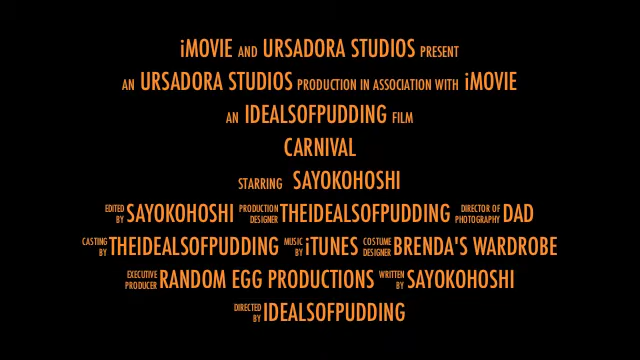 iMOVIE AND URSADORA STUDIOS PRESENT
AN URSADORA STUDIOS PRODUCTION IN ASSOCIATION WITH iMOVIE
AN IDEALSOFPUDDING FILM
CARNIVAL
STARRING SAYOKOHOSHI
EDITED BY SAYOKOHOSHI PRODUCTION DESIGNER THEIDEALSOFPUDDING DIRECTOR OF PHOTOGRAPHY DAD
CASTING BY THEIDEALSOFPUDDING MUSIC BY iTUNES COSTUME DESIGNER BRENDA'S WARDROBE
EXECUTIVE PRODUCER RANDOM EGG PRODUCTIONS WRITTEN BY SAYOKOHOSHI
DIRECTED BY IDEALSOFPUDDING